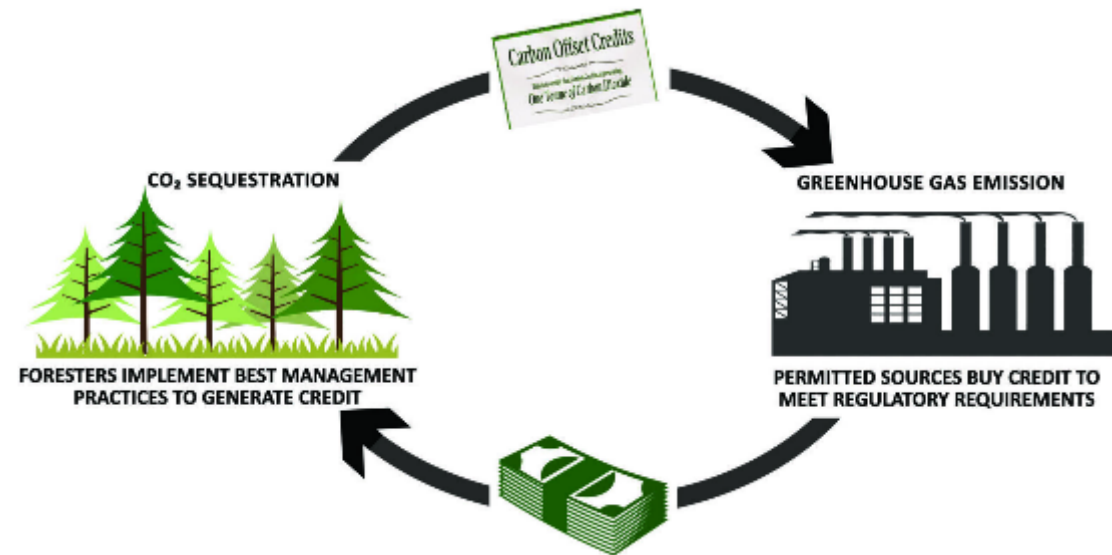 Carbon Offset Credits
One Tonne of Carbon Dioxide
CO₂ SEQUESTRATION
GREENHOUSE GAS EMISSION
FORESTERS IMPLEMENT BEST MANAGEMENT
PRACTICES TO GENERATE CREDIT
PERMITTED SOURCES BUY CREDIT TO
MEET REGULATORY REQUIREMENTS